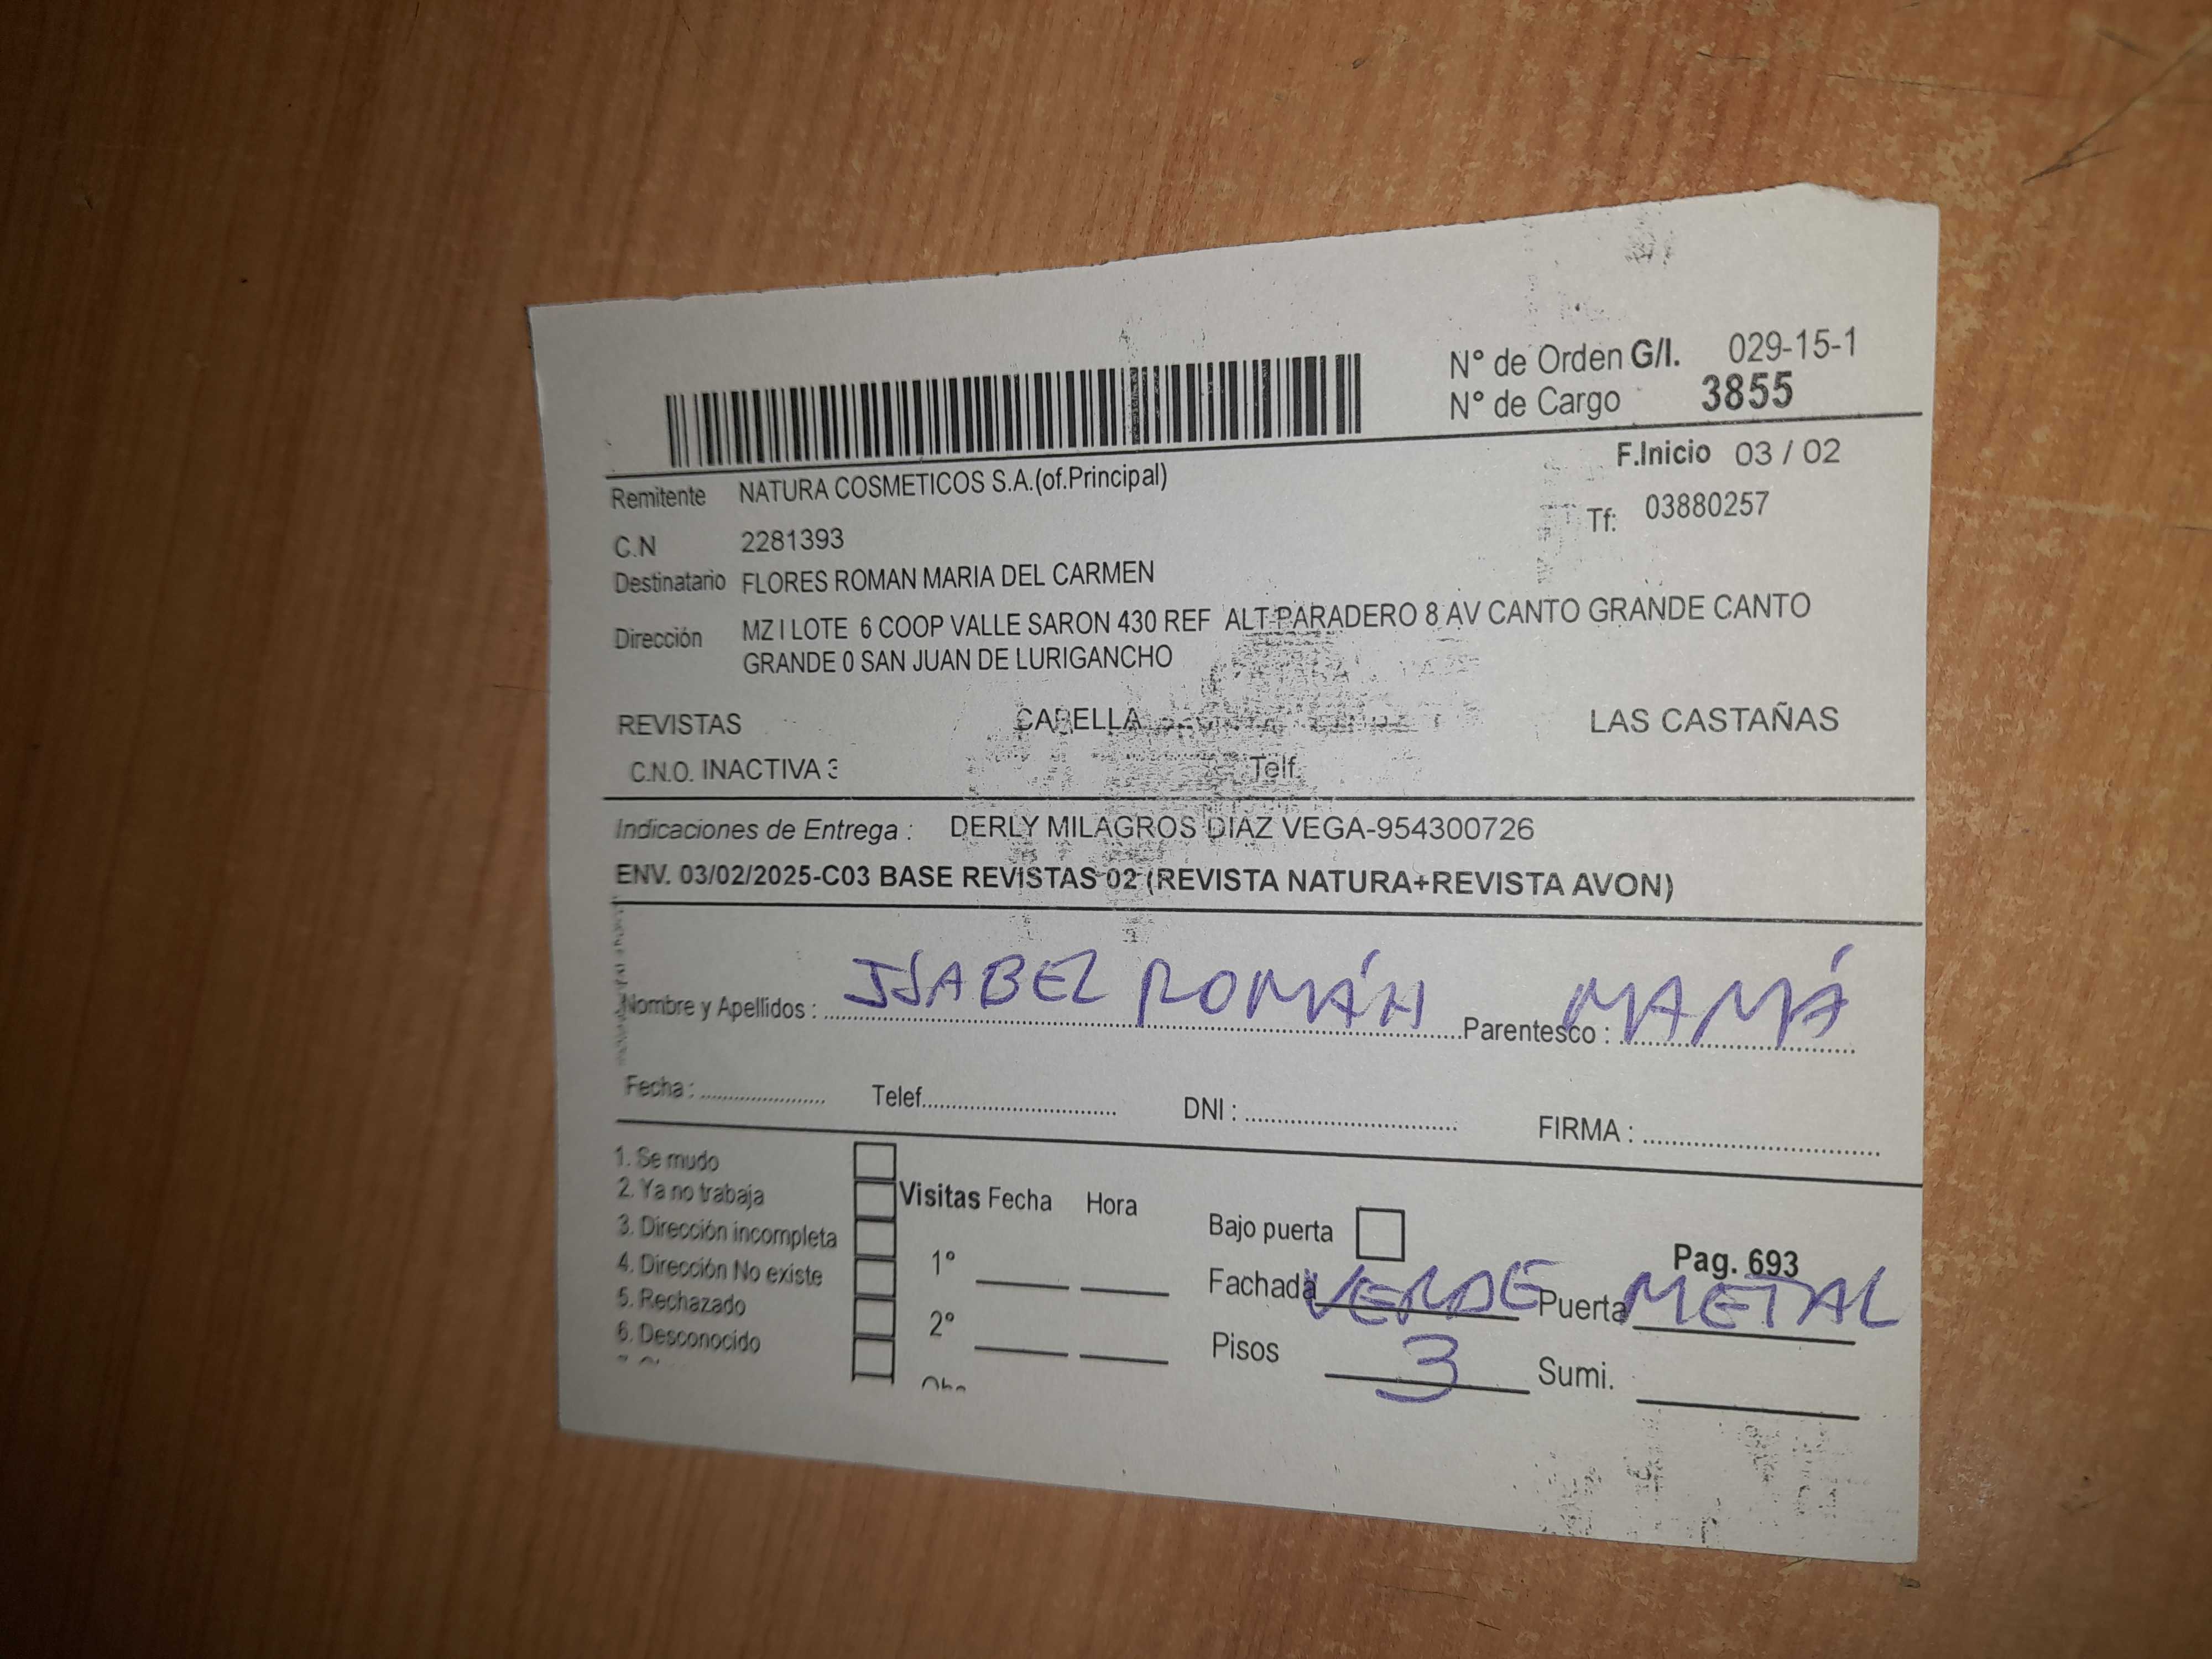 N° de Orden G/I. 029-15-1
N° de Cargo 3855
F.Inicio 03 / 02
Remitente NATURA COSMETICOS S.A.(of.Principal)
Tf: 03880257
C.N 2281393
Destinatario FLORES ROMAN MARIA DEL CARMEN
Dirección MZ I LOTE 6 COOP VALLE SARON 430 REF ALT PARADERO 8 AV CANTO GRANDE CANTO
GRANDE 0 SAN JUAN DE LURIGANCHO
REVISTAS CAPELLA LAS CASTAÑAS
C.N.O. INACTIVA 3 Telf.
Indicaciones de Entrega : DERLY MILAGROS DIAZ VEGA-954300726
ENV. 03/02/2025-C03 BASE REVISTAS 02 (REVISTA NATURA+REVISTA AVON)
Nombre y Apellidos : ISABEL ROMÁN Parentesco : MAMÁ
Fecha : Telef. DNI : FIRMA :
1. Se mudo
2. Ya no trabaja
3. Dirección incompleta
4. Dirección No existe
5. Rechazado
6. Desconocido
Visitas Fecha Hora
1°
2°
Bajo puerta
Pag. 693
Fachada VERDE Puerta METAL
Pisos 3 Sumi.